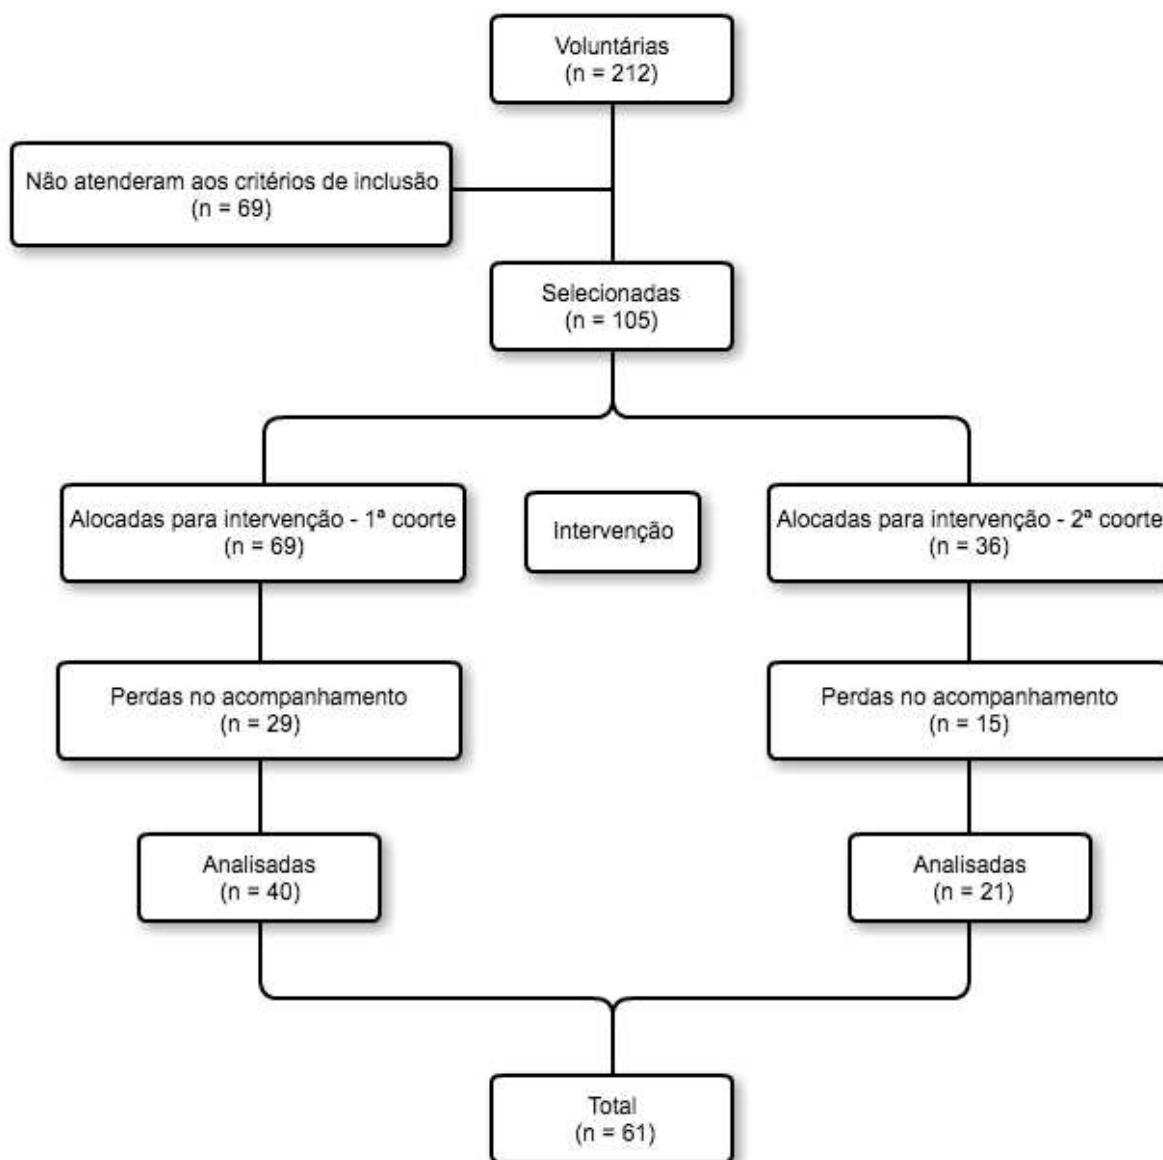 Voluntárias
(n = 212)
Não atenderam aos critérios de inclusão
(n = 69)
Selecionadas
(n = 105)
Alocadas para intervenção - 1ª coorte
(n = 69)
Intervenção
Alocadas para intervenção - 2ª coorte
(n = 36)
Perdas no acompanhamento
(n = 29)
Perdas no acompanhamento
(n = 15)
Analisadas
(n = 40)
Analisadas
(n = 21)
Total
(n = 61)